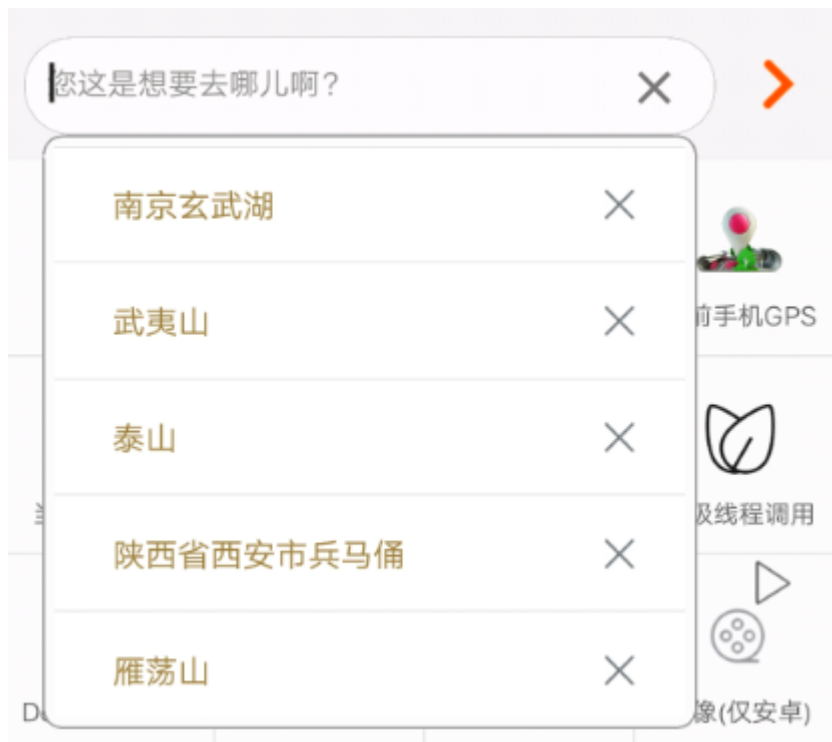 您这是想要去哪儿啊?
南京玄武湖
武夷山
前手机GPS
泰山
级线程调用
陕西省西安市兵马俑
雁荡山
D
像(仅安卓)